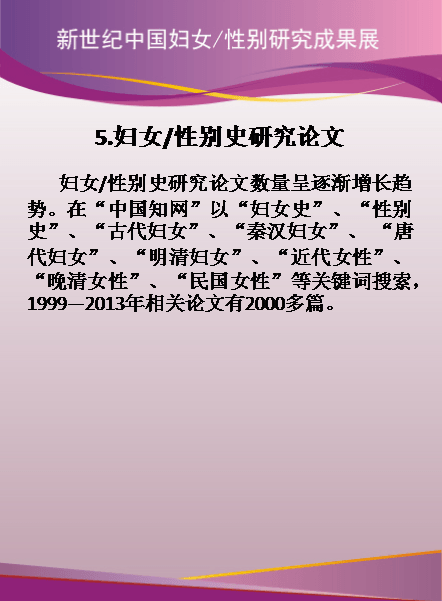 新世纪中国妇女/性别研究成果展
5.妇女/性别史研究论文
妇女/性别史研究论文数量呈逐渐增长趋
势。在“中国知网”以“妇女史”、“性别
史”、“古代妇女”、“秦汉妇女”、“唐
代妇女”、“明清妇女”、“近代女性”、
“晚清女性”、“民国女性”等关键词搜索，
1999—2013年相关论文有2000多篇。